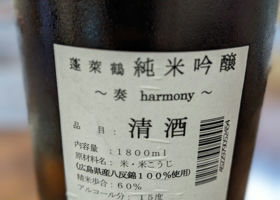 蓬莱鶴 純米吟醸
~ 奏 harmony ~
品目: 清酒
内容量:1800ml
原材料名:米・米こうじ
(広島県産八反錦100%使用)
精米歩合:60%
アルコール分:15度